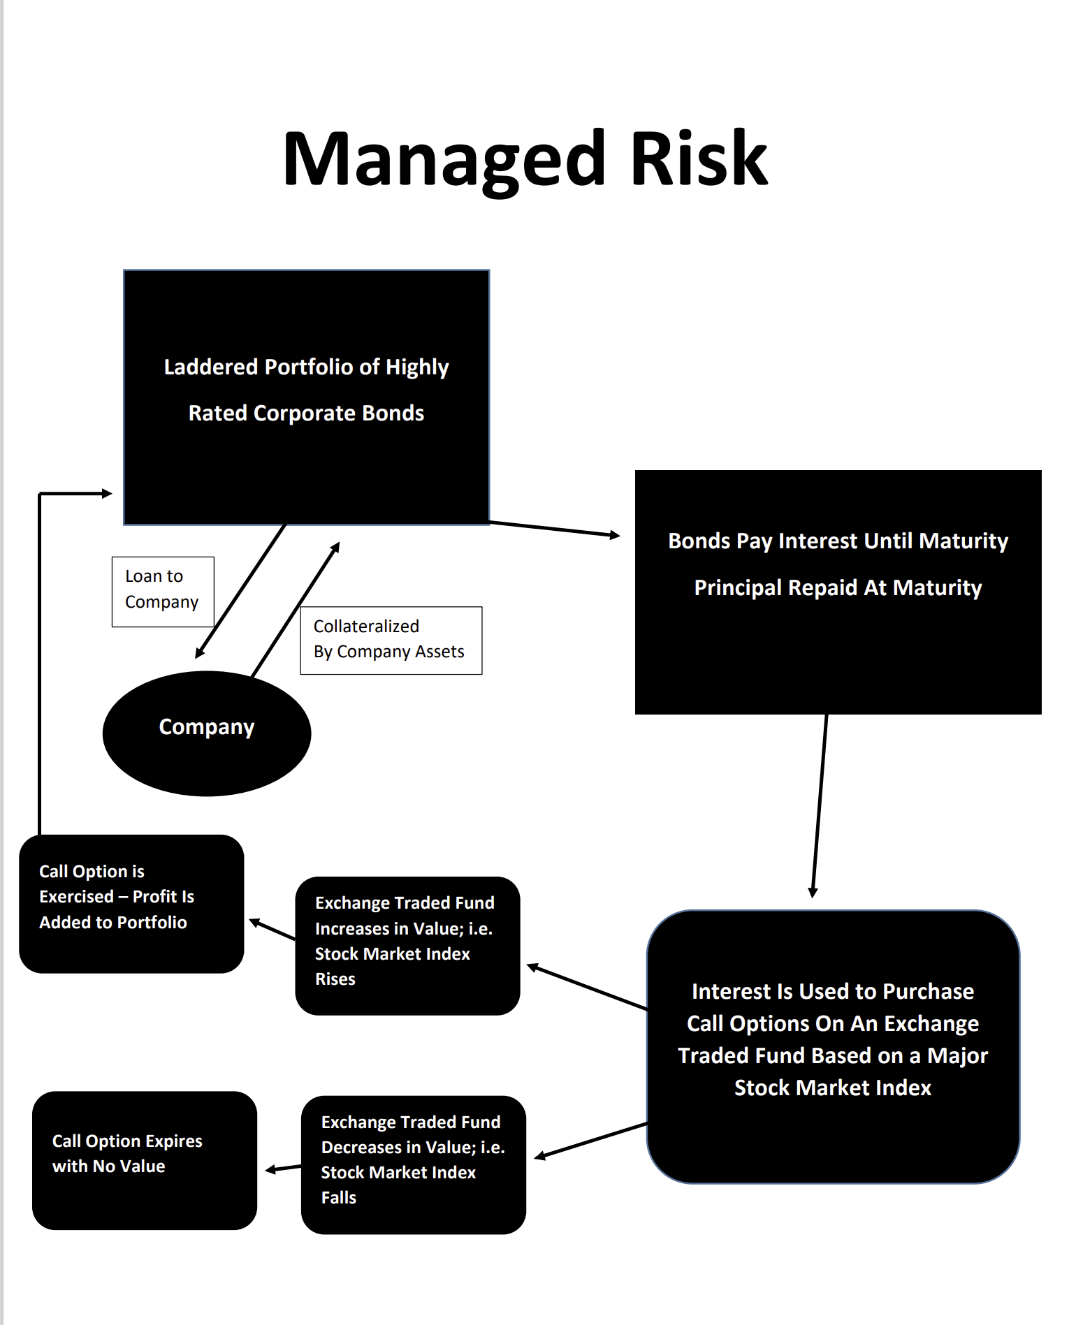 Managed Risk
Laddered Portfolio of Highly
Rated Corporate Bonds
Bonds Pay Interest Until Maturity
Principal Repaid At Maturity
Loan to
Company
Collateralized
By Company Assets
Company
Call Option is
Exercised – Profit Is
Added to Portfolio
Exchange Traded Fund
Increases in Value; i.e.
Stock Market Index
Rises
Interest Is Used to Purchase
Call Options On An Exchange
Traded Fund Based on a Major
Stock Market Index
Call Option Expires
with No Value
Exchange Traded Fund
Decreases in Value; i.e.
Stock Market Index
Falls